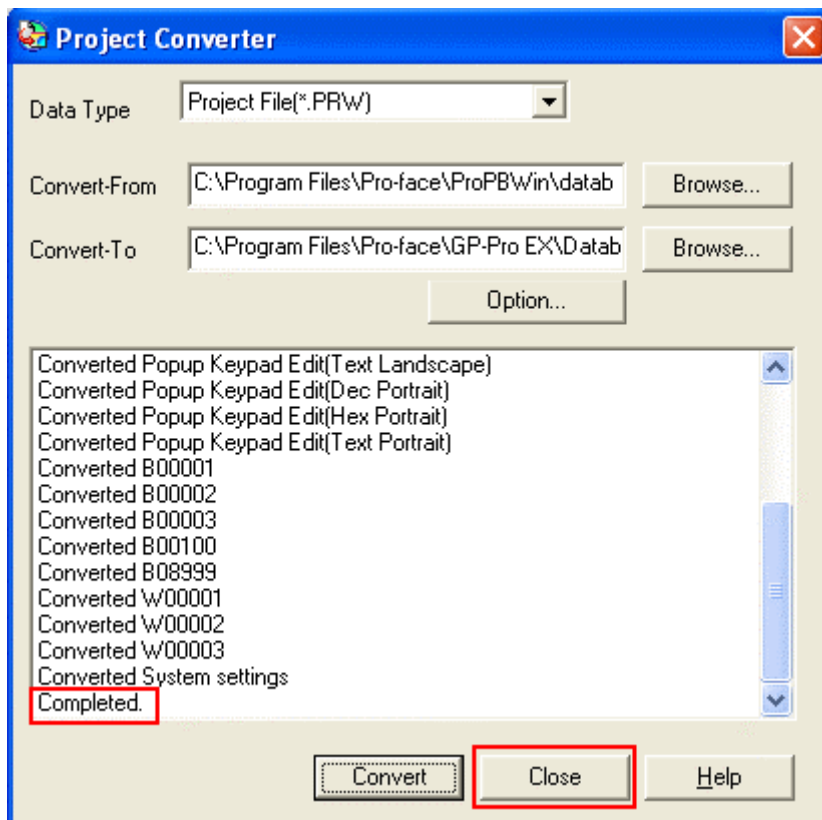 Project Converter
Data Type Project File(*.PRW)
Convert-From C:\Program Files\Pro-face\ProPBWin\datab Browse...
Convert-To C:\Program Files\Pro-face\GP-Pro EX\Datab Browse...
Option...
Converted Popup Keypad Edit(Text Landscape)
Converted Popup Keypad Edit(Dec Portrait)
Converted Popup Keypad Edit(Hex Portrait)
Converted Popup Keypad Edit(Text Portrait)
Converted B00001
Converted B00002
Converted B00003
Converted B00100
Converted B08999
Converted W00001
Converted W00002
Converted W00003
Converted System settings
Completed.
Convert Close Help